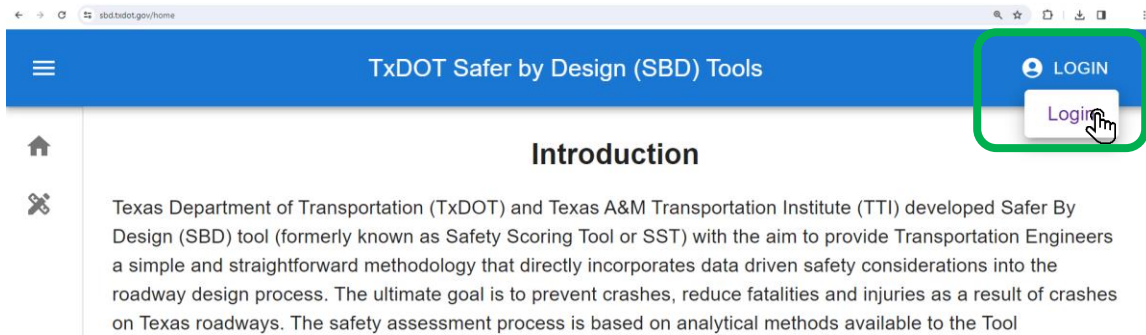 sbd.txdot.gov/home
TxDOT Safer by Design (SBD) Tools
LOGIN
Login
Introduction
Texas Department of Transportation (TxDOT) and Texas A&M Transportation Institute (TTI) developed Safer By
Design (SBD) tool (formerly known as Safety Scoring Tool or SST) with the aim to provide Transportation Engineers
a simple and straightforward methodology that directly incorporates data driven safety considerations into the
roadway design process. The ultimate goal is to prevent crashes, reduce fatalities and injuries as a result of crashes
on Texas roadways. The safety assessment process is based on analytical methods available to the Tool